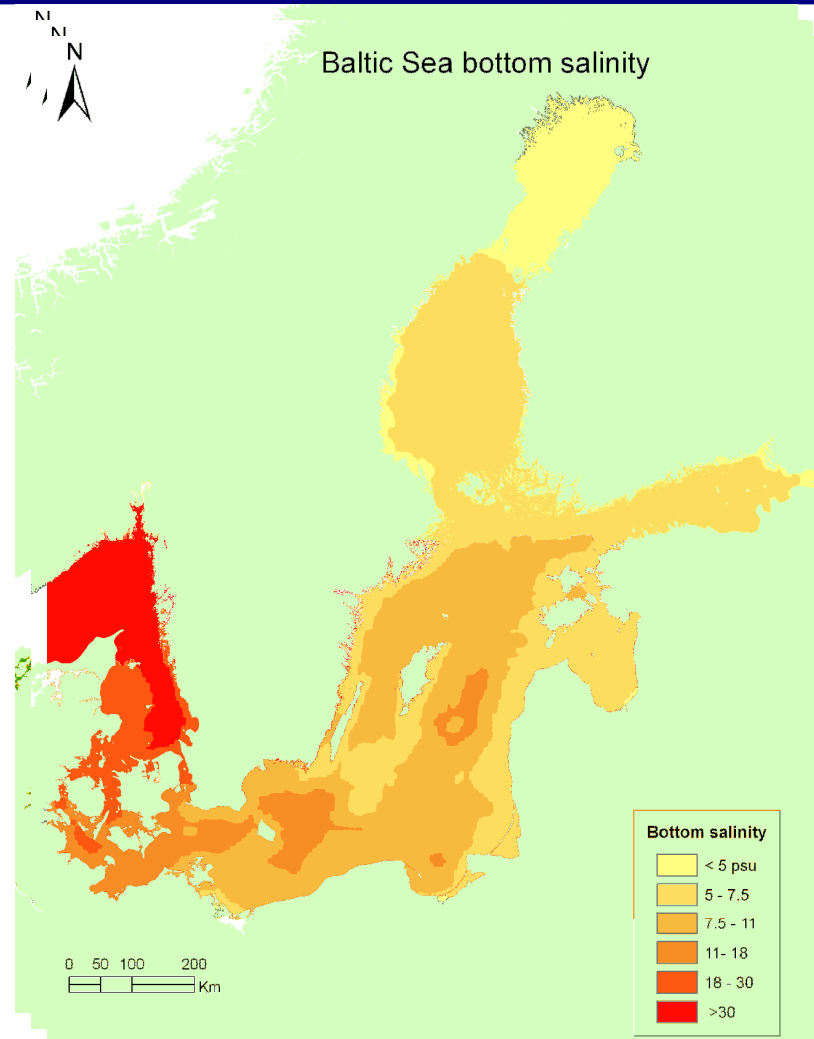 N
N
N
Baltic Sea bottom salinity
Bottom salinity
< 5 psu
5 - 7.5
7.5 - 11
11- 18
18 - 30
>30
0 50 100 200
Km